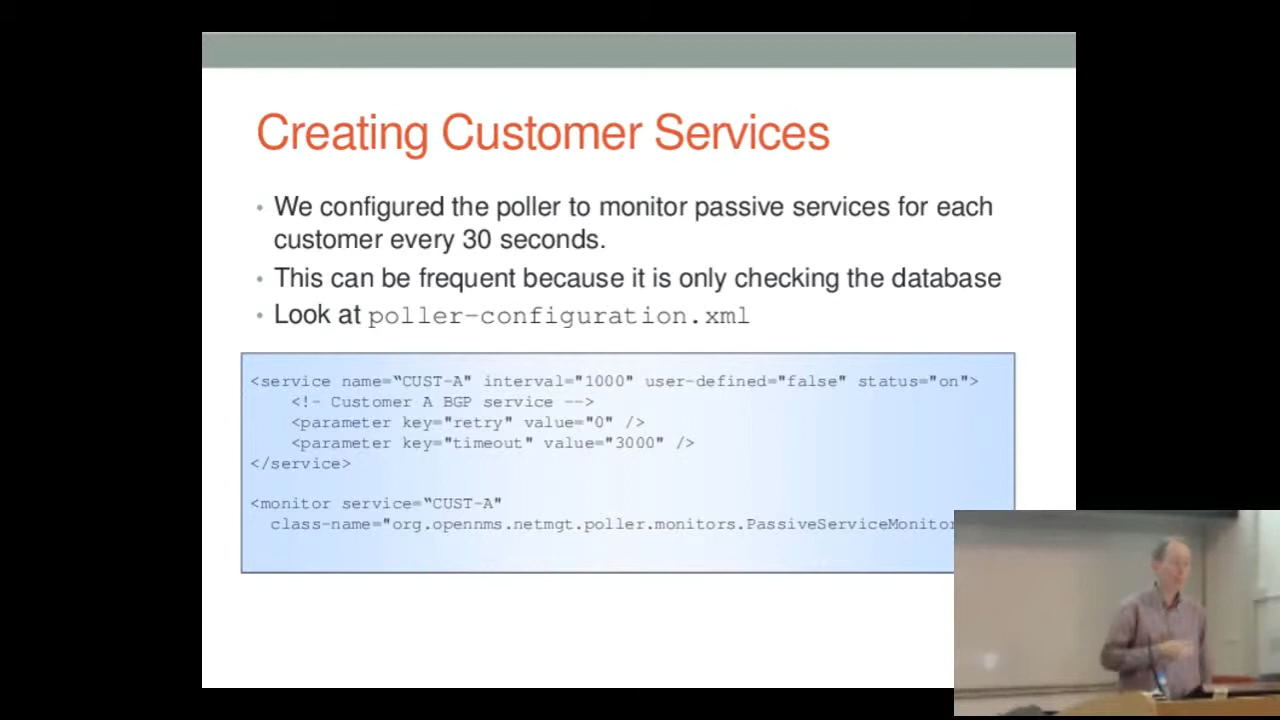 Creating Customer Services
• We configured the poller to monitor passive services for each
customer every 30 seconds.
• This can be frequent because it is only checking the database
• Look at poller-configuration.xml
<service name=“CUST-A" interval="1000" user-defined="false" status="on">
<!- Customer A BGP service -->
<parameter key="retry" value="0" />
<parameter key="timeout" value="3000" />
</service>
<monitor service=“CUST-A"
class-name="org.opennms.netmgt.poller.monitors.PassiveServiceMonitor